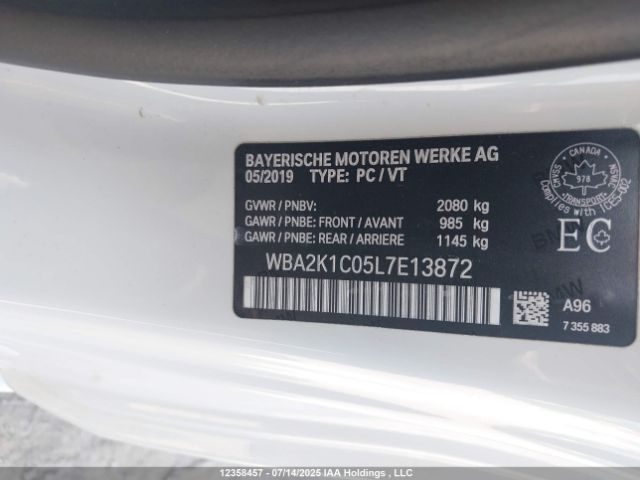 BAYERISCHE MOTOREN WERKE AG
05/2019 TYPE: PC / VT
GVWR / PNBV: 2080 kg
GAWR / PNBE: FRONT / AVANT 985 kg
GAWR / PNBE: REAR / ARRIERE 1145 kg
WBA2K1C05L7E13872
CANADA
978
TRANSPORT
EC
A96
7 355 883
12358457 - 07/14/2025 IAA Holdings , LLC